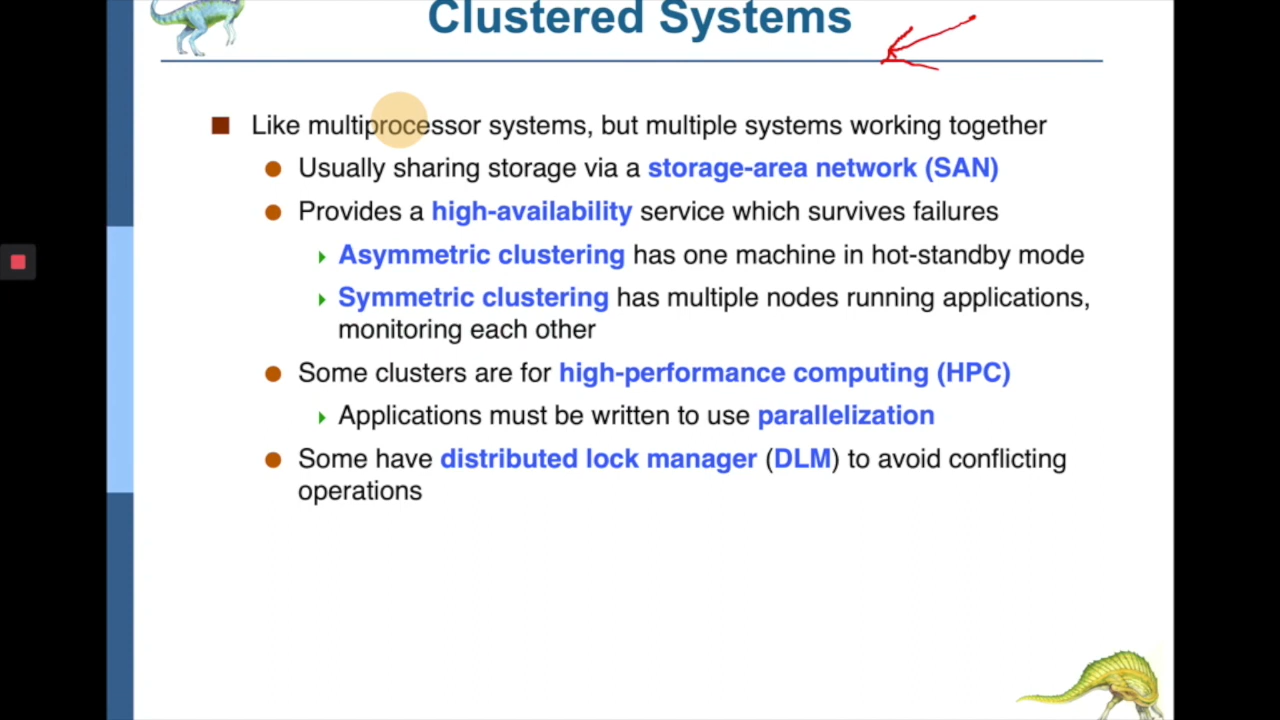 Clustered Systems
Like multiprocessor systems, but multiple systems working together
Usually sharing storage via a storage-area network (SAN)
Provides a high-availability service which survives failures
Asymmetric clustering has one machine in hot-standby mode
Symmetric clustering has multiple nodes running applications,
monitoring each other
Some clusters are for high-performance computing (HPC)
Applications must be written to use parallelization
Some have distributed lock manager (DLM) to avoid conflicting
operations